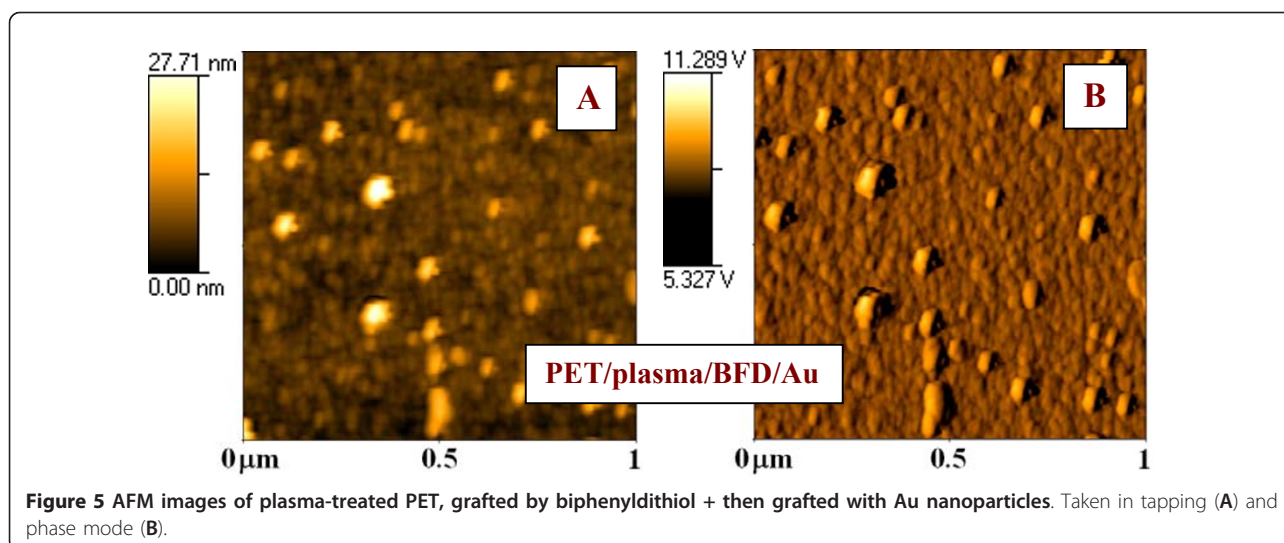 27.71 nm
A
0.00 nm
11.289 V
B
5.327 V
PET/plasma/BFD/Au
0 µm 0.5 1
0 µm 0.5 1
Figure 5 AFM images of plasma-treated PET, grafted by biphenyldithiol + then grafted with Au nanoparticles. Taken in tapping (A) and
phase mode (B).